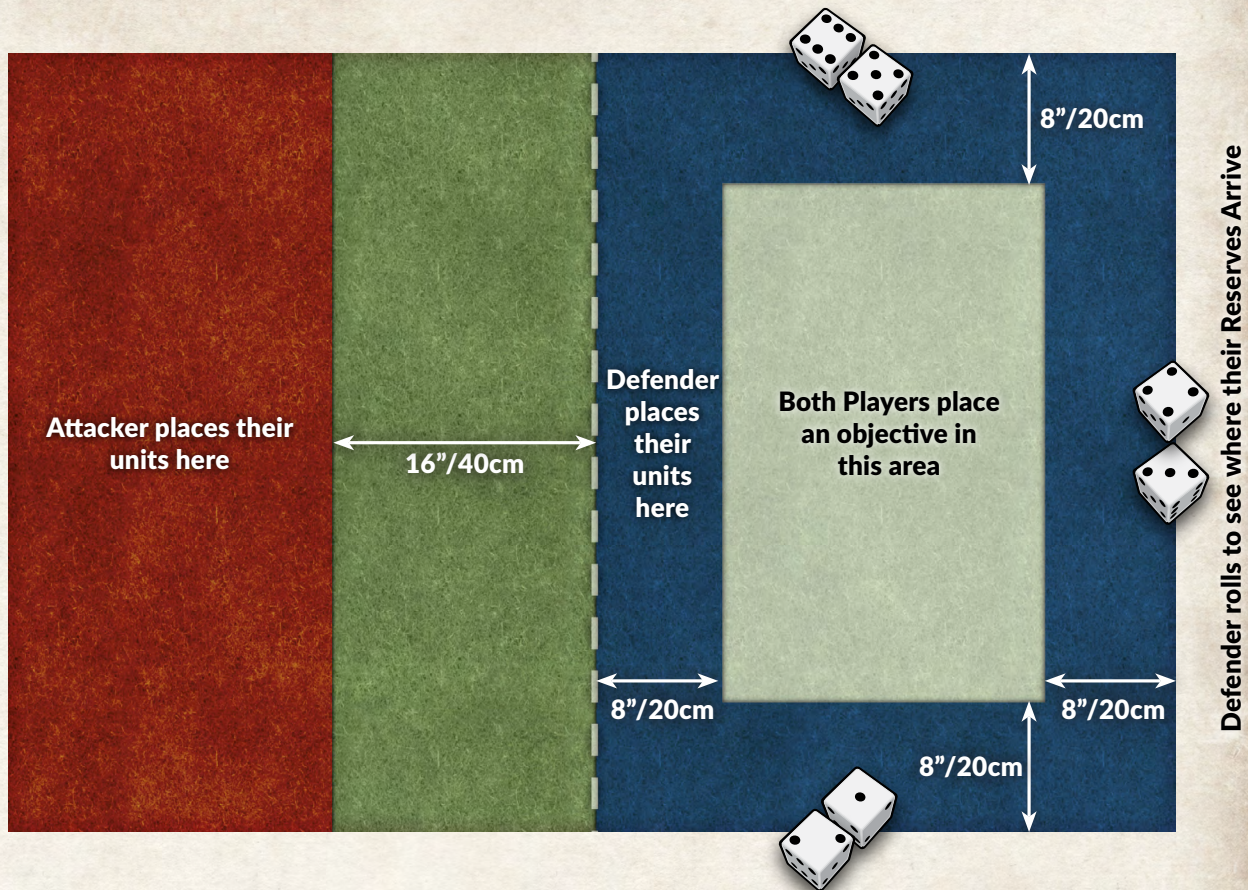 8”/20cm
Attacker places their
units here
16”/40cm
Defender
places
their
units
here
Both Players place
an objective in
this area
8”/20cm
8”/20cm
8”/20cm
Defender rolls to see where their Reserves Arrive